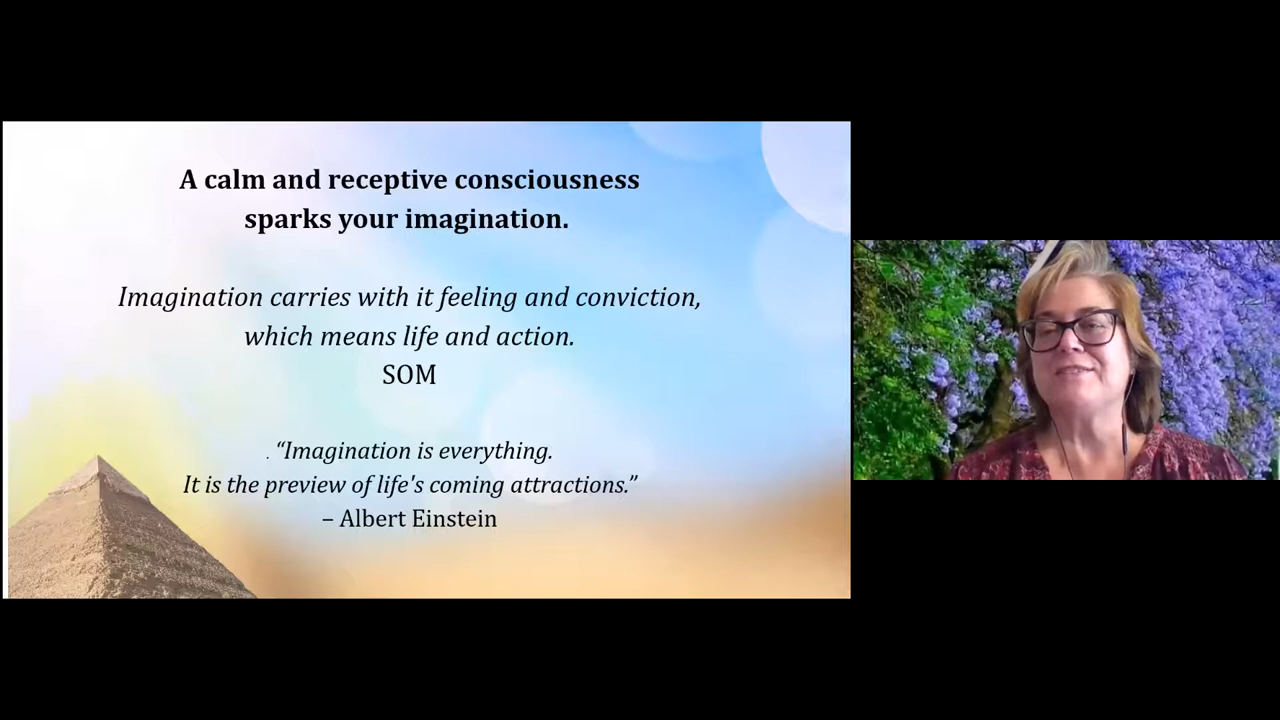 A calm and receptive consciousness
sparks your imagination.
Imagination carries with it feeling and conviction,
which means life and action.
SOM
. “Imagination is everything.
It is the preview of life's coming attractions.”
– Albert Einstein